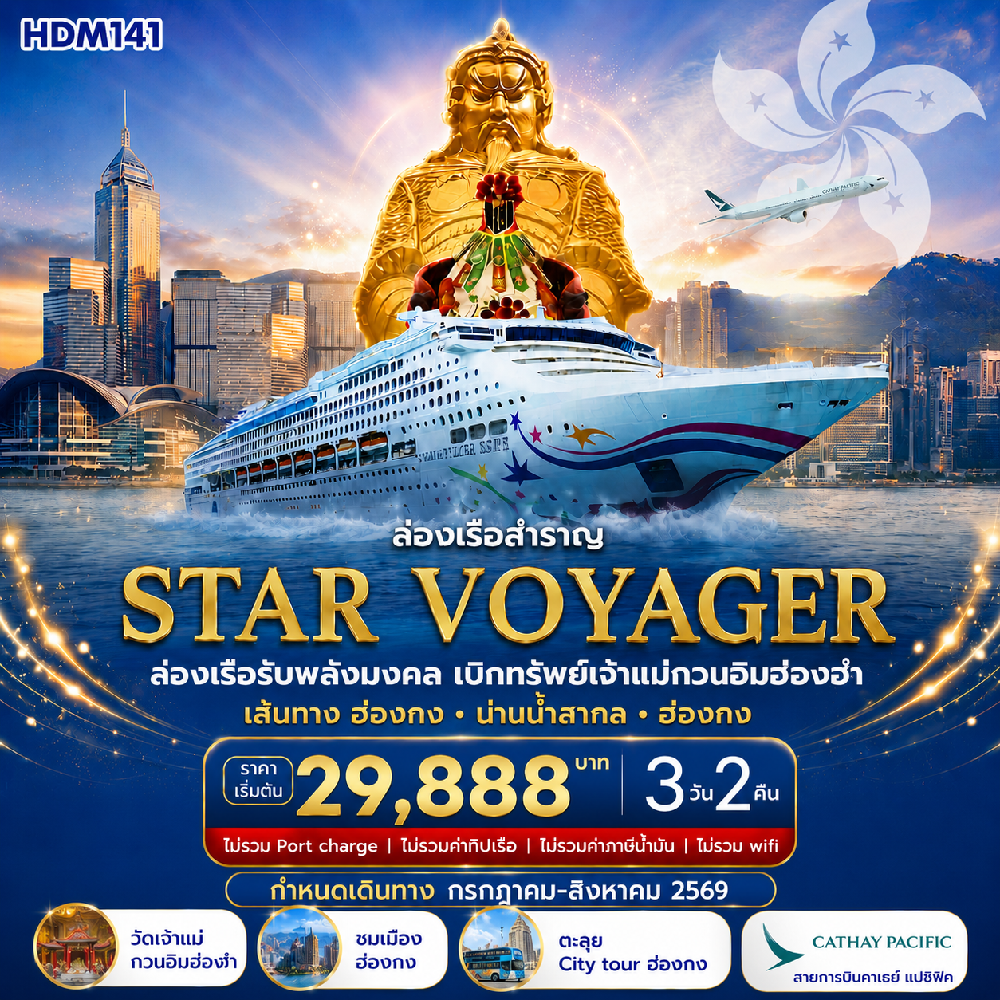 HDM141
CATHAY PACIFIC
ล่องเรือสำราญ
STAR VOYAGER
ล่องเรือรับพลังมงคล เบิกทรัพย์เจ้าแม่กวนอิมฮ่องฮำ
เส้นทาง ฮ่องกง • น่านน้ำสากล • ฮ่องกง
ราคา
เริ่มต้น
29,888 บาท
3 วัน 2 คืน
ไม่รวม Port charge | ไม่รวมค่าทิปเรือ | ไม่รวมค่าภาษีน้ำมัน | ไม่รวม wifi
กำหนดเดินทาง กรกฎาคม-สิงหาคม 2569
วัดเจ้าแม่
กวนอิมฮ่องฮำ
ชมเมือง
ฮ่องกง
ตะลุย
City tour ฮ่องกง
CATHAY PACIFIC
สายการบินคาเธย์ แปซิฟิค